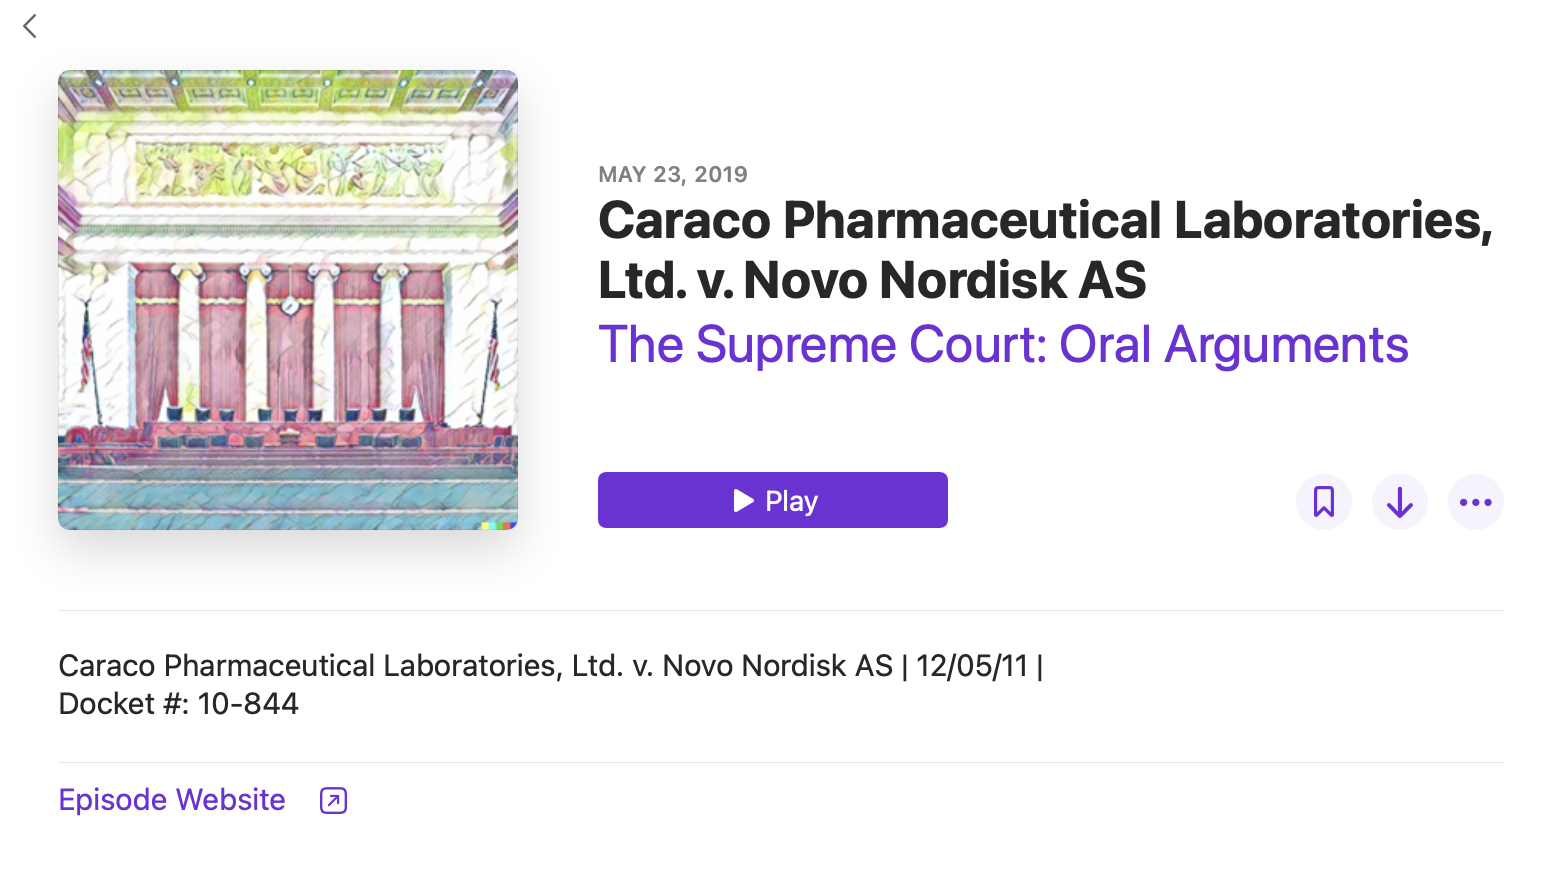 MAY 23, 2019
Caraco Pharmaceutical Laboratories,
Ltd. v. Novo Nordisk AS
The Supreme Court: Oral Arguments
Play
Caraco Pharmaceutical Laboratories, Ltd. v. Novo Nordisk AS | 12/05/11 |
Docket #: 10-844
Episode Website